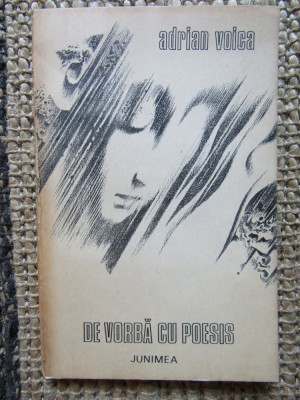 adrian voica
DE VORBĂ CU POESIS
JUNIMEA